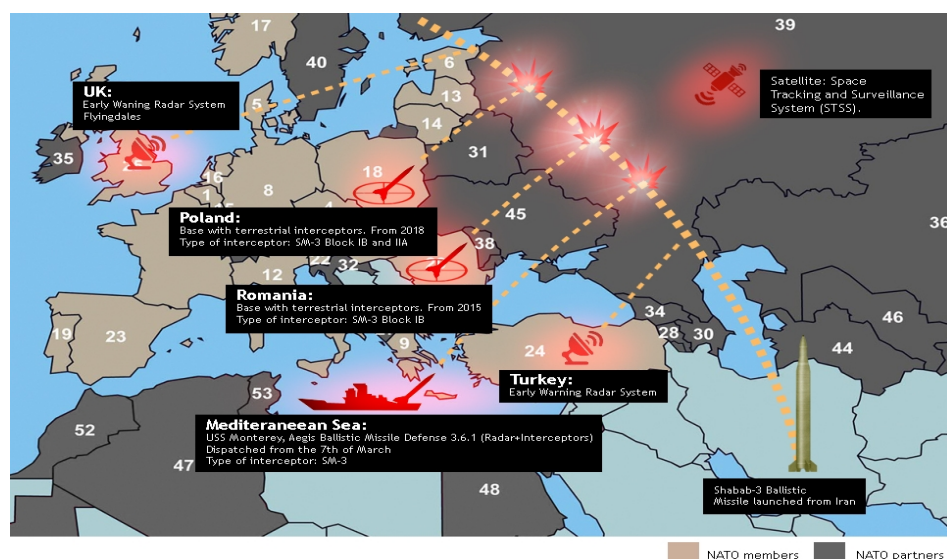 17
39
40
6
UK:
Early Waning Radar System
Flyingdales
5
13
Satellite: Space
Tracking and Surveillance
System (STSS).
14
35
31
16
18
8
1
36
Poland:
Base with terrestrial interceptors. From 2018
Type of interceptor: SM-3 Block IB and IIA
45
38
22
32
12
Romania:
Base with terrestrial interceptors. From 2015
Type of interceptor: SM-3 Block IB
34
46
19
23
9
24
28
30
44
Turkey:
Early Warning Radar System
53
Mediteraneean Sea:
USS Monterey, Aegis Ballistic Missile Defense 3.6.1 (Radar+Interceptors)
Dispatched from the 7th of March
Type of interceptor: SM-3
52
47
48
Shabab-3 Ballistic
Missile launched from Iran
NATO members
NATO partners